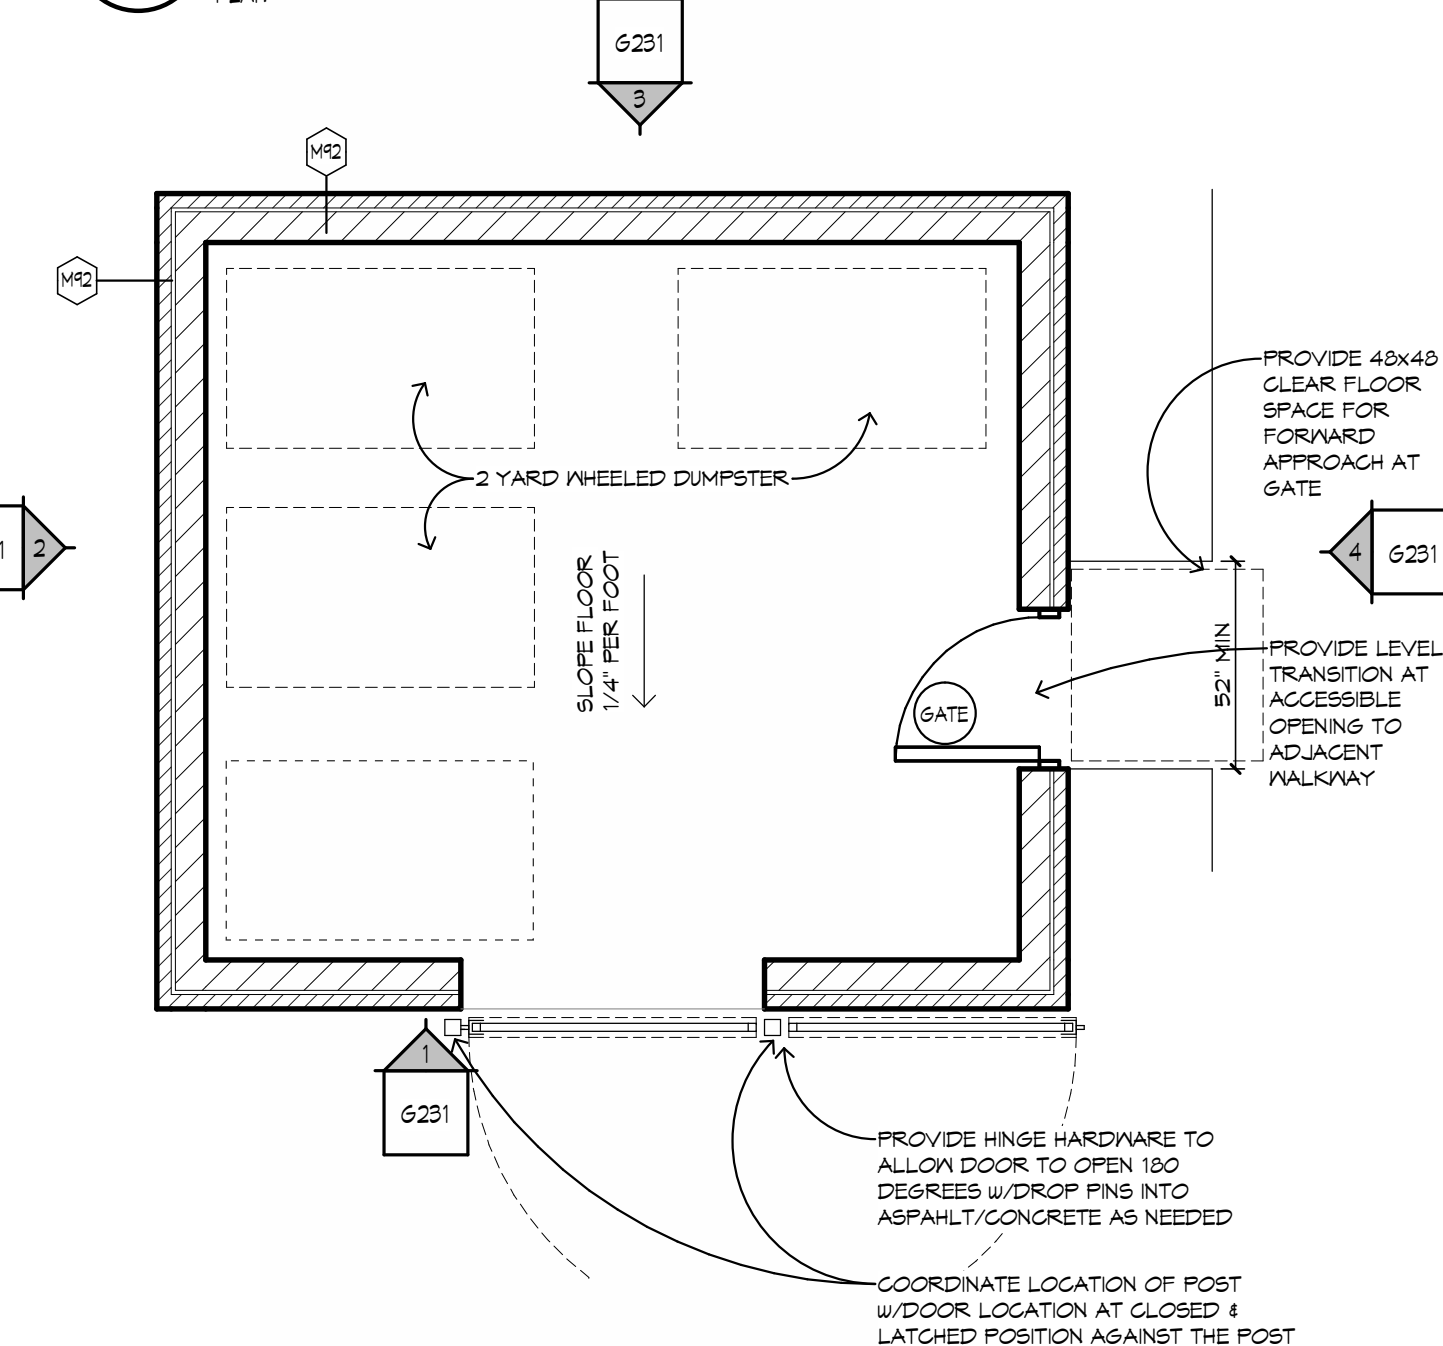 G231
3
M92
M92
PROVIDE 48x48
CLEAR FLOOR
SPACE FOR
FORWARD
APPROACH AT
GATE
2 YARD WHEELED DUMPSTER
2
4
G231
SLOPE FLOOR
1/4" PER FOOT
52" MIN
PROVIDE LEVEL
TRANSITION AT
ACCESSIBLE
OPENING TO
ADJACENT
WALKWAY
GATE
1
G231
PROVIDE HINGE HARDWARE TO
ALLOW DOOR TO OPEN 180
DEGREES w/DROP PINS INTO
ASPAHLT/CONCRETE AS NEEDED
COORDINATE LOCATION OF POST
w/DOOR LOCATION AT CLOSED &
LATCHED POSITION AGAINST THE POST